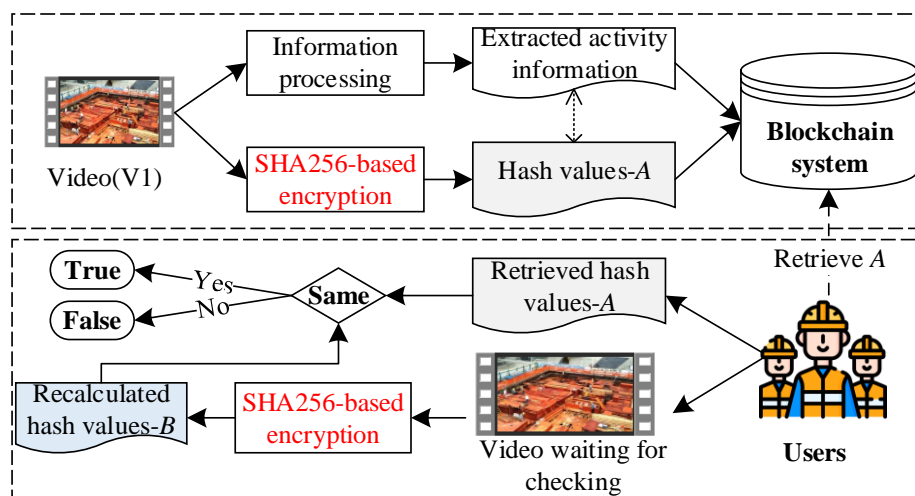 Information
processing
Extracted activity
information
Video(V1)
SHA256-based
encryption
Hash values-A
Blockchain
system
Retrieve A
True
Yes
False
No
Same
Retrieved hash
values-A
Recalculated
hash values-B
SHA256-based
encryption
Video waiting for
checking
Users